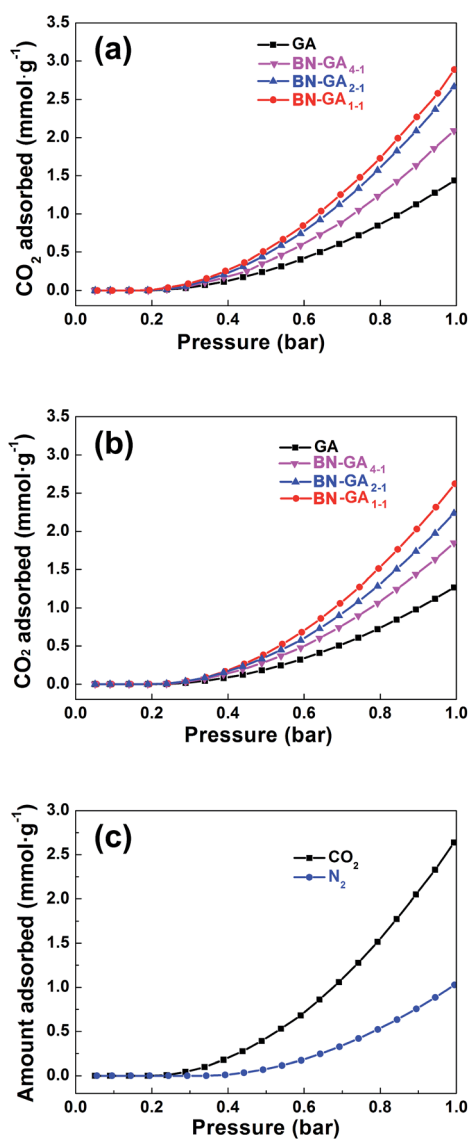 (a)
GA
BN-GA4-1
BN-GA2-1
BN-GA1-1
CO2 adsorbed (mmol·g-1)
3.5
3.0
2.5
2.0
1.5
1.0
0.5
0.0
0.0 0.2 0.4 0.6 0.8 1.0
Pressure (bar)
(b)
GA
BN-GA4-1
BN-GA2-1
BN-GA1-1
CO2 adsorbed (mmol·g-1)
3.5
3.0
2.5
2.0
1.5
1.0
0.5
0.0
0.0 0.2 0.4 0.6 0.8 1.0
Pressure (bar)
(c)
CO2
N2
Amount adsorbed (mmol·g-1)
3.0
2.5
2.0
1.5
1.0
0.5
0.0
0.0 0.2 0.4 0.6 0.8 1.0
Pressure (bar)